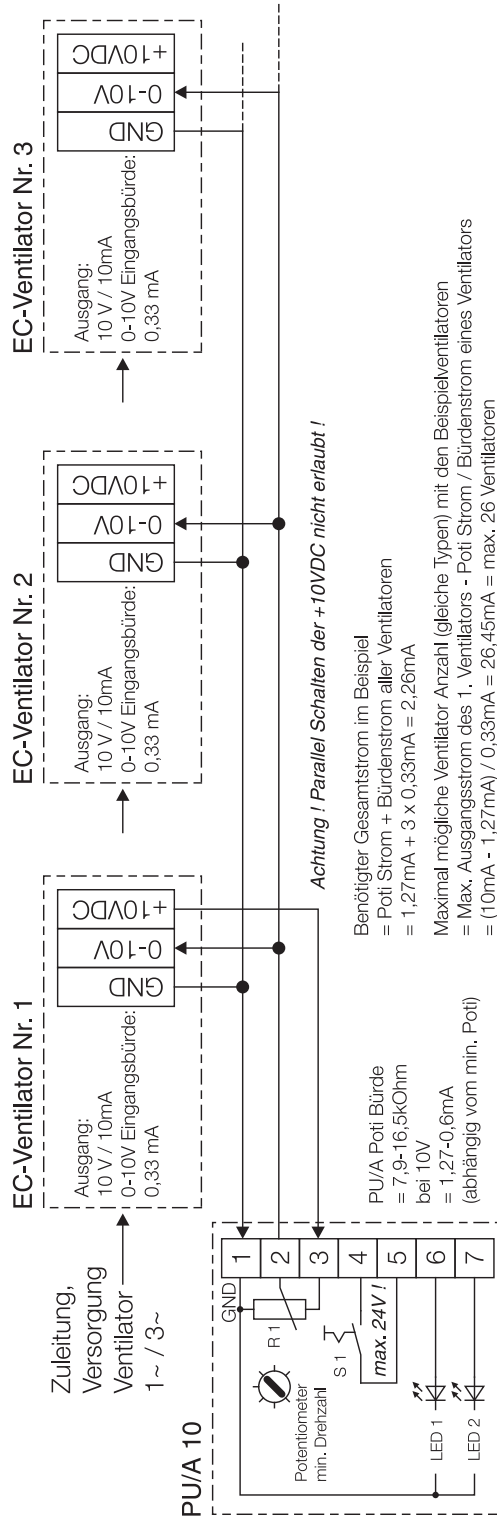 EC-Ventilator Nr. 1
Zuleitung,
Versorgung
Ventilator
1~ / 3~
Ausgang:
10 V / 10mA
0-10V Eingangsbürde:
0,33 mA
GND
0-10V
+10VDC
EC-Ventilator Nr. 2
Ausgang:
10 V / 10mA
0-10V Eingangsbürde:
0,33 mA
GND
0-10V
+10VDC
EC-Ventilator Nr. 3
Ausgang:
10 V / 10mA
0-10V Eingangsbürde:
0,33 mA
GND
0-10V
+10VDC
PU/A 10
Potentiometer
min. Drehzahl
GND
R 1
S 1
max. 24V !
LED 1
LED 2
1
2
3
4
5
6
7
PU/A Poti Bürde
= 7,9-16,5kOhm
bei 10V
= 1,27-0,6mA
(abhängig vom min. Poti)
Achtung ! Parallel Schalten der +10VDC nicht erlaubt !
Benötigter Gesamtstrom im Beispiel
= Poti Strom + Bürdenstrom aller Ventilatoren
= 1,27mA + 3 x 0,33mA = 2,26mA
Maximal mögliche Ventilator Anzahl (gleiche Typen) mit den Beispielventilatoren
= Max. Ausgangsstrom des 1. Ventilators - Poti Strom / Bürdenstrom eines Ventilators
= (10mA - 1,27mA) / 0,33mA = 26,45mA = max. 26 Ventilatoren